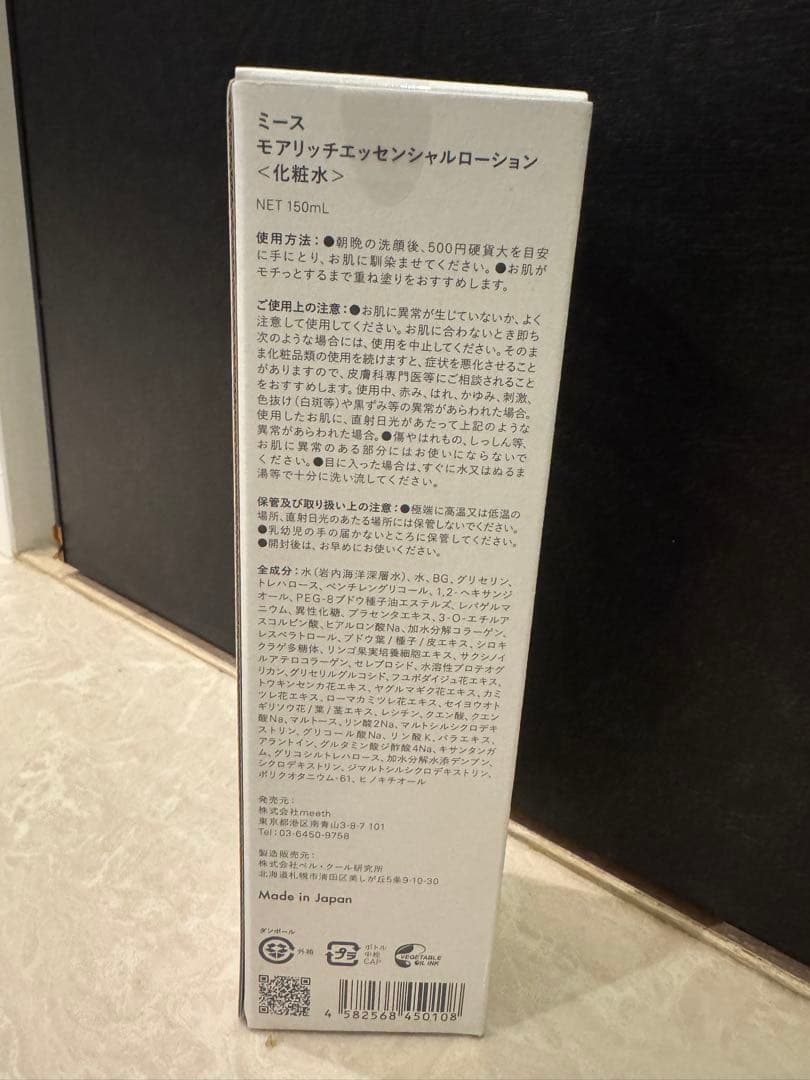 ミース
モアリッチエッセンシャルローション
＜化粧水＞
NET 150mL
使用方法：●朝晩の洗顔後、500円硬貨大を目安
に手にとり、お肌に馴染ませてください。●お肌が
モチっとするまで重ね塗りをおすすめします。
ご使用上の注意：●お肌に異常が生じていないか、よく
注意して使用してください。お肌に合わないとき即ち
次のような場合には、使用を中止してください。そのま
ま化粧品類の使用を続けますと、症状を悪化させること
がありますので、皮膚科専門医等にご相談されること
をおすすめします。使用中、赤み、はれ、かゆみ、刺激、
色抜け（白斑等）や黒ずみ等の異常があらわれた場合。
使用したお肌に、直射日光があたって上記のような
異常があらわれた場合。●傷やはれもの、しっしん等、
お肌に異常のある部分にはお使いにならないで
ください。●目に入った場合は、すぐに水又はぬるま
湯等で十分に洗い流してください。
保管及び取り扱い上の注意：●極端に高温又は低温の
場所、直射日光のあたる場所には保管しないでください。
●乳幼児の手の届かないところに保管してください。
●開封後は、お早めにお使いください。
全成分：水（岩内海洋深層水）、水、BG、グリセリン、
トレハロース、ペンチレングリコール、1,2-ヘキサンジ
オール、PEG-8ブドウ種子油エステルズ、レパゲルマ
ニウム、異性化糖、プラセンタエキス、3-O-エチルア
スコルビン酸、ヒアルロン酸Na、加水分解コラーゲン、
レスベラトロール、ブドウ葉/種子/皮エキス、シロキ
クラゲ多糖体、リンゴ果実培養細胞エキス、サクシノイ
ルアテロコラーゲン、セレブロシド、水溶性プロテオグ
リカン、グリセリルグルコシド、フユボダイジュ花エキス、
トウキンセンカ花エキス、ヤグルマギク花エキス、カミ
ツレ花エキス、ローマカミツレ花エキス、セイヨウオト
ギリソウ花/葉/茎エキス、レシチン、クエン酸、クエン
酸Na、マルトース、リン酸2Na、マルトシルシクロデキ
ストリン、グリコール酸Na、リン酸K、バラエキス、
アラントイン、グルタミン酸ジ酢酸4Na、キサンタンガ
ム、グリコシルトレハロース、加水分解水添デンプン、
シクロデキストリン、ジマルトシルシクロデキストリン、
ポリクオタニウム-61、ヒノキチオール
発売元：
株式会社meeth
東京都港区南青山3-8-7 101
Tel：03-6450-9758
製造販売元：
株式会社ベル・クール研究所
北海道札幌市清田区美しが丘5条9-10-30
Made in Japan
ダンボール
外箱
プラ
ボトル
中栓
CAP
VEGETABLE
OIL INK
4 582568 450108